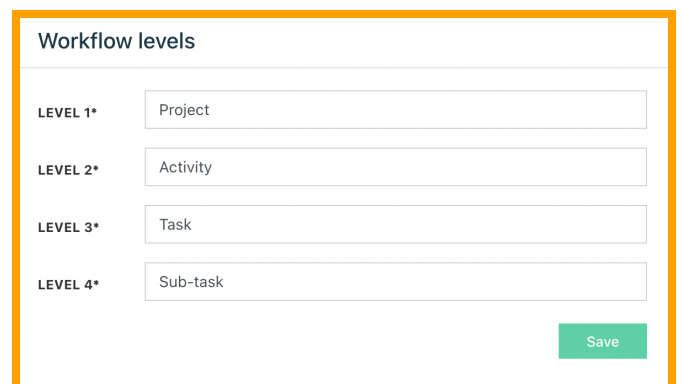 Workflow levels
LEVEL 1* Project
LEVEL 2* Activity
LEVEL 3* Task
LEVEL 4* Sub-task
Save